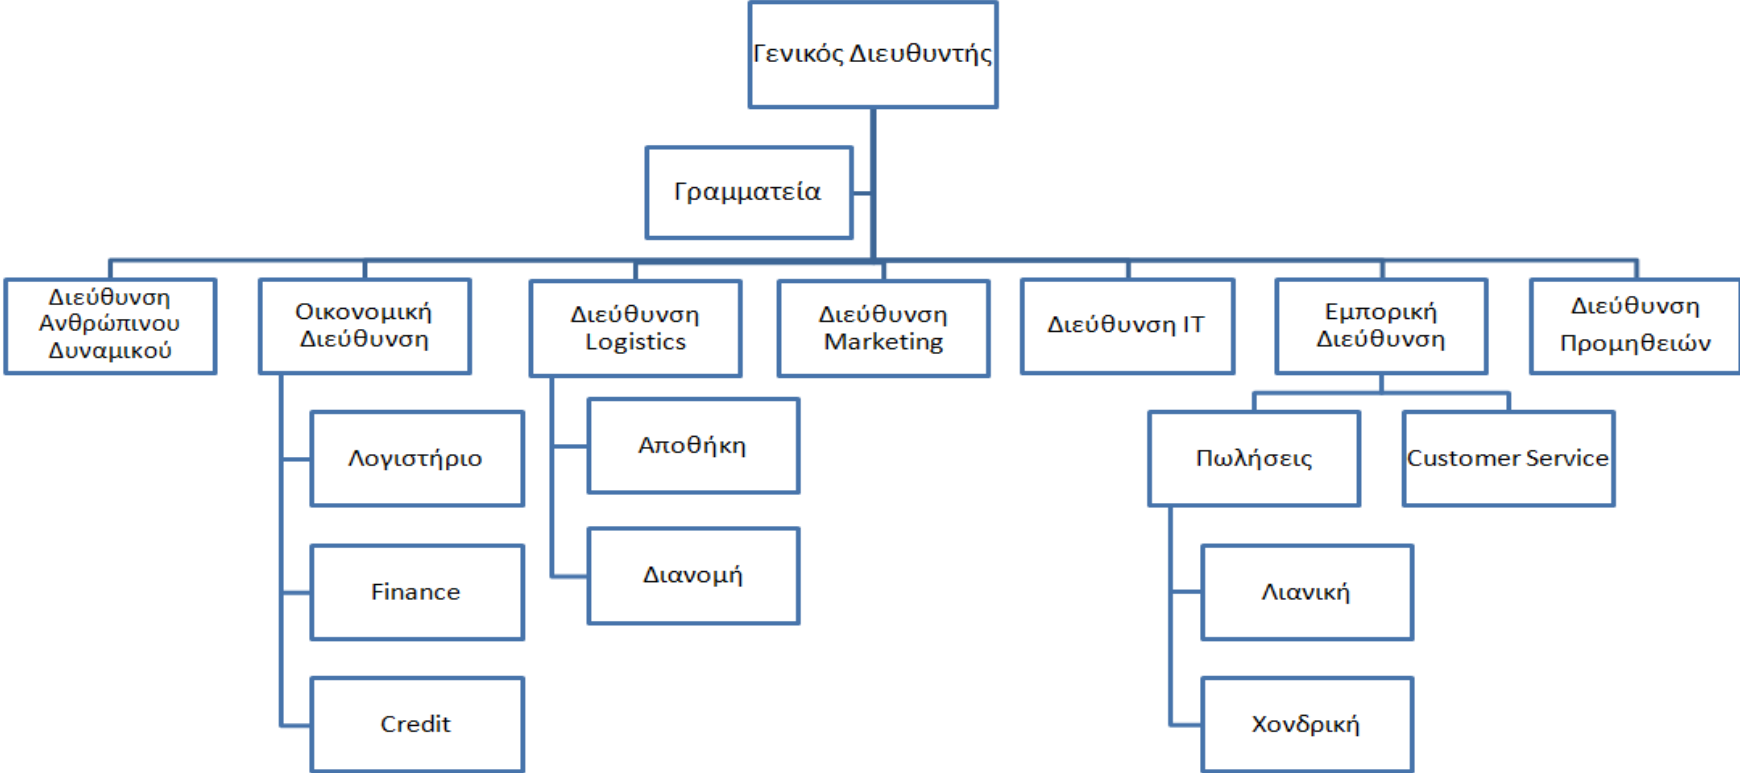 Γενικός Διευθυντής
Γραμματεία
Διεύθυνση
Ανθρώπινου
Δυναμικού
Οικονομική
Διεύθυνση
Διεύθυνση
Logistics
Διεύθυνση
Marketing
Διεύθυνση IT
Εμπορική
Διεύθυνση
Διεύθυνση
Προμηθειών
Λογιστήριο
Finance
Credit
Αποθήκη
Διανομή
Πωλήσεις
Customer Service
Λιανική
Χονδρική